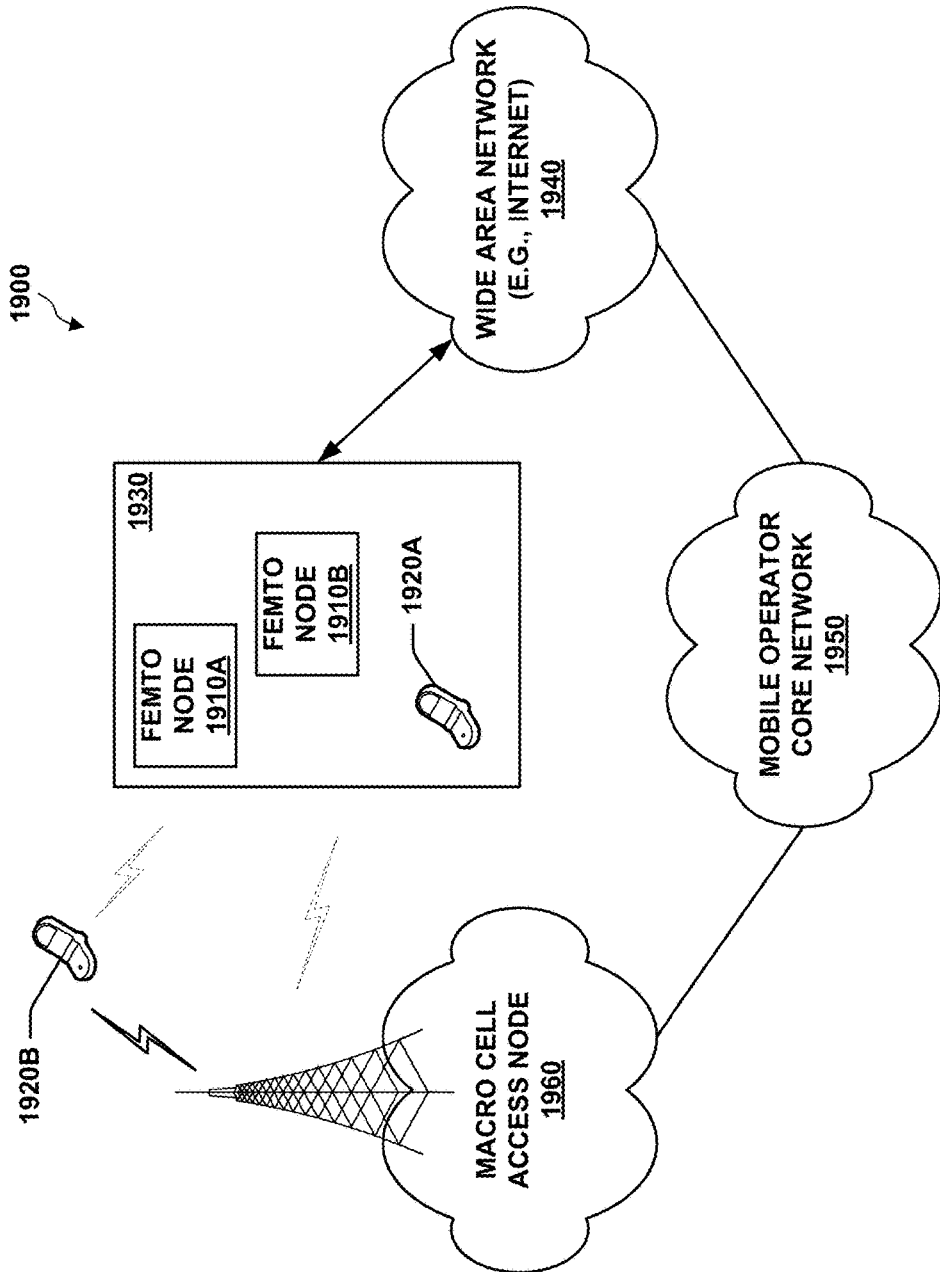 1900
1920B
FEMTO
NODE
1910A
1930
FEMTO
NODE
1910B
1920A
MACRO CELL
ACCESS NODE
1960
WIDE AREA NETWORK
(E.G., INTERNET)
1940
MOBILE OPERATOR
CORE NETWORK
1950